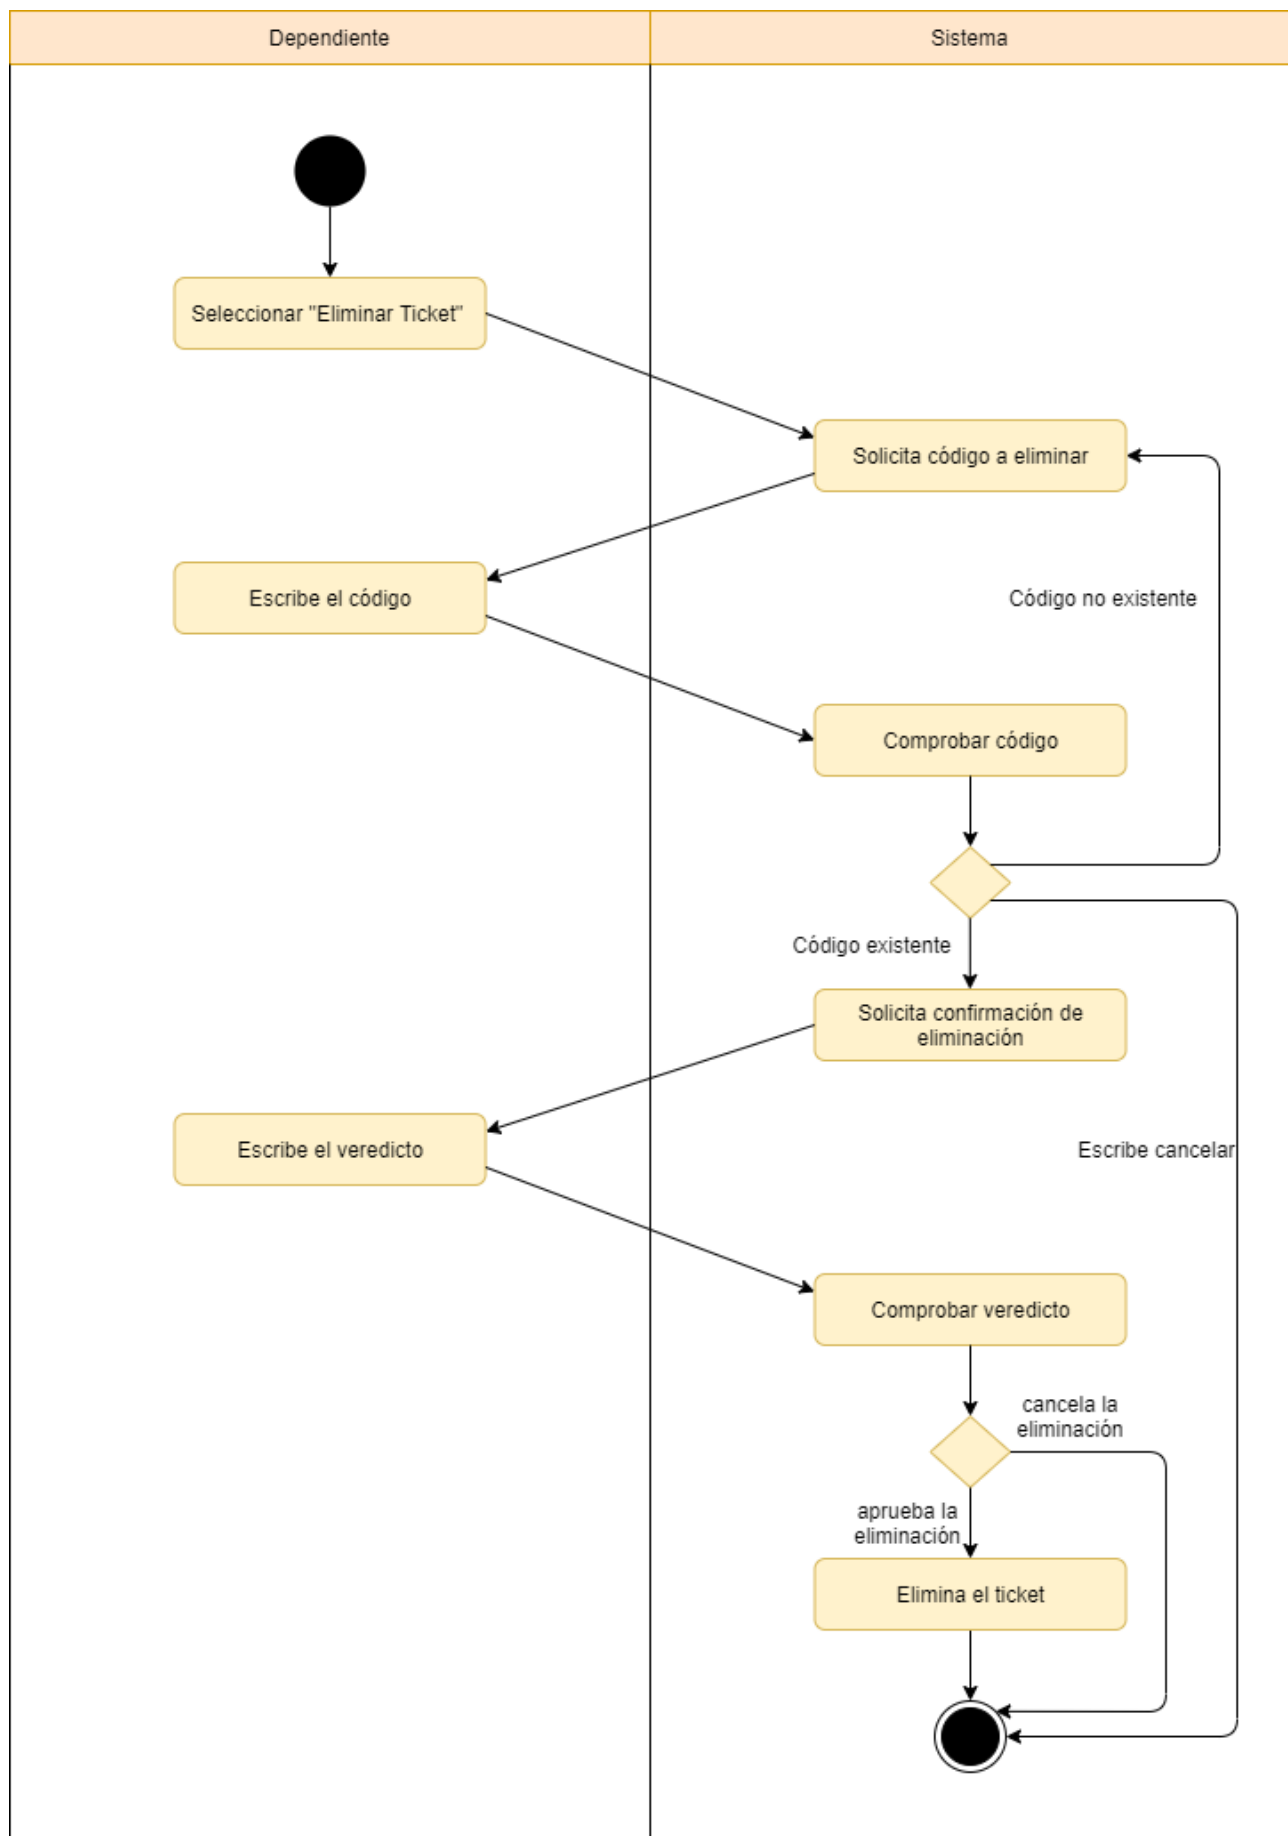 Dependiente
Sistema
Seleccionar "Eliminar Ticket"
Solicita código a eliminar
Escribe el código
Código no existente
Comprobar código
Código existente
Solicita confirmación de
eliminación
Escribe el veredicto
Escribe cancelar
Comprobar veredicto
cancela la
eliminación
aprueba la
eliminación
Elimina el ticket